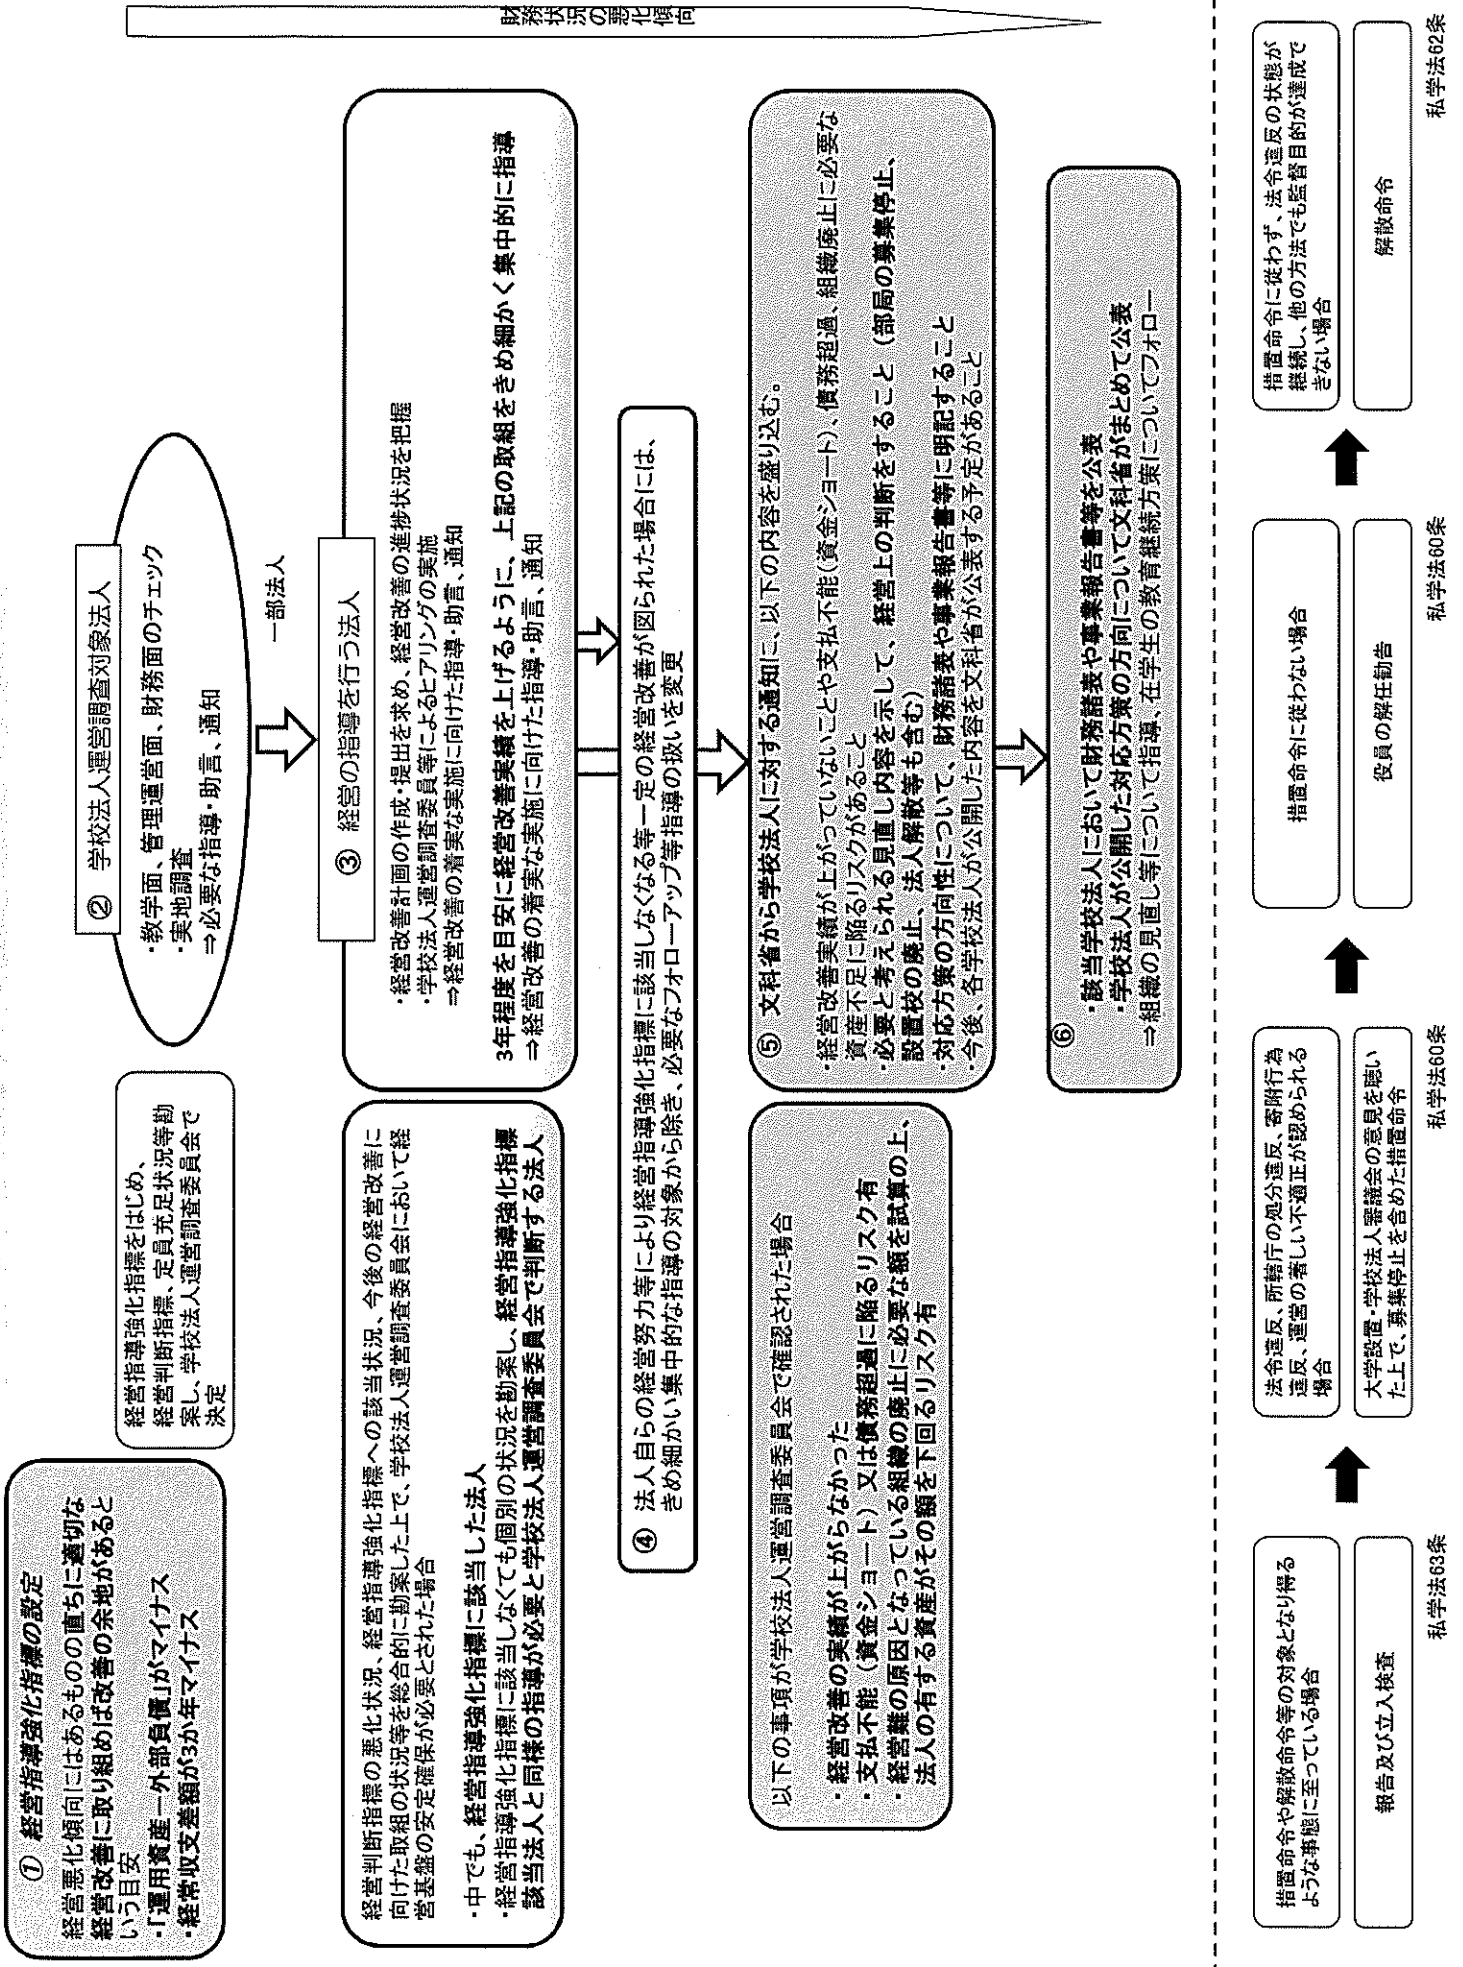 ① 経営指導強化指標の設定
経営悪化傾向にはあるものの直ちに適切な
経営改善に取り組めば改善の余地があると
いう目安
・「運用資産－外部負債」がマイナス
・経常収支差額が3か年マイナス
経営指導強化指標をはじめ、
経営判断指標、定員充足状況等勘
案し、学校法人運営調査委員会で
決定
② 学校法人運営調査対象法人
・教学面、管理運営面、財務面のチェック
・実地調査
⇒必要な指導・助言、通知
一部法人
財務状況の悪化傾向
経営判断指標の悪化状況、経営指導強化指標への該当状況、今後の経営改善に
向けた取組の状況等を総合的に勘案した上で、学校法人運営調査委員会において経
営基盤の安定確保が必要とされた場合
・中でも、経営指導強化指標に該当した法人
・経営指導強化指標に該当しなくても個別の状況を勘案し、経営指導強化指標
該当法人と同様の指導が必要と学校法人運営調査委員会で判断する法人
③ 経営の指導を行う法人
・経営改善計画の作成・提出を求め、経営改善の進捗状況を把握
・学校法人運営調査委員等によるヒアリングの実施
⇒経営改善の着実な実施に向けた指導・助言、通知
3年程度を目安に経営改善実績を上げるように、上記の取組をきめ細かく集中的に指導
⇒経営改善の着実な実施に向けた指導・助言、通知
④ 法人自らの経営努力等により経営指導強化指標に該当しなくなる等一定の経営改善が図られた場合には、
きめ細かい集中的な指導の対象から除き、必要なフォローアップ等指導の扱いを変更
以下の事項が学校法人運営調査委員会で確認された場合
・経営改善の実績が上がらなかった
・支払不能（資金ショート）又は債務超過に陥るリスク有
・経営難の原因となっている組織の廃止に必要な額を試算の上、
法人の有する資産がその額を下回るリスク有
⑤ 文科省から学校法人に対する通知に、以下の内容を盛り込む。
・経営改善実績が上がっていないことや支払不能(資金ショート)、債務超過、組織廃止に必要な
資産不足に陥るリスクがあること
・必要と考えられる見直し内容を示して、経営上の判断をすること（部局の募集停止、
設置校の廃止、法人解散等も含む）
・対応方策の方向性について、財務諸表や事業報告書等に明記すること
・今後、各学校法人が公開した内容を文科省が公表する予定があること
⑥
・該当学校法人において財務諸表や事業報告書等を公表
・学校法人が公開した対応方策の方向について文科省がまとめて公表
⇒組織の見直し等について指導、在学生の教育継続方策についてフォロー
措置命令や解散命令等の対象となり得る
ような事態に至っている場合
報告及び立入検査
私学法63条
法令違反、所轄庁の処分違反、寄附行為
違反、運営の著しい不適正が認められる
場合
大学設置・学校法人審議会の意見を聴い
た上で、募集停止を含めた措置命令
私学法60条
措置命令に従わない場合
役員の解任勧告
私学法60条
措置命令に従わず、法令違反の状態が
継続し、他の方法でも監督目的が達成で
きない場合
解散命令
私学法62条